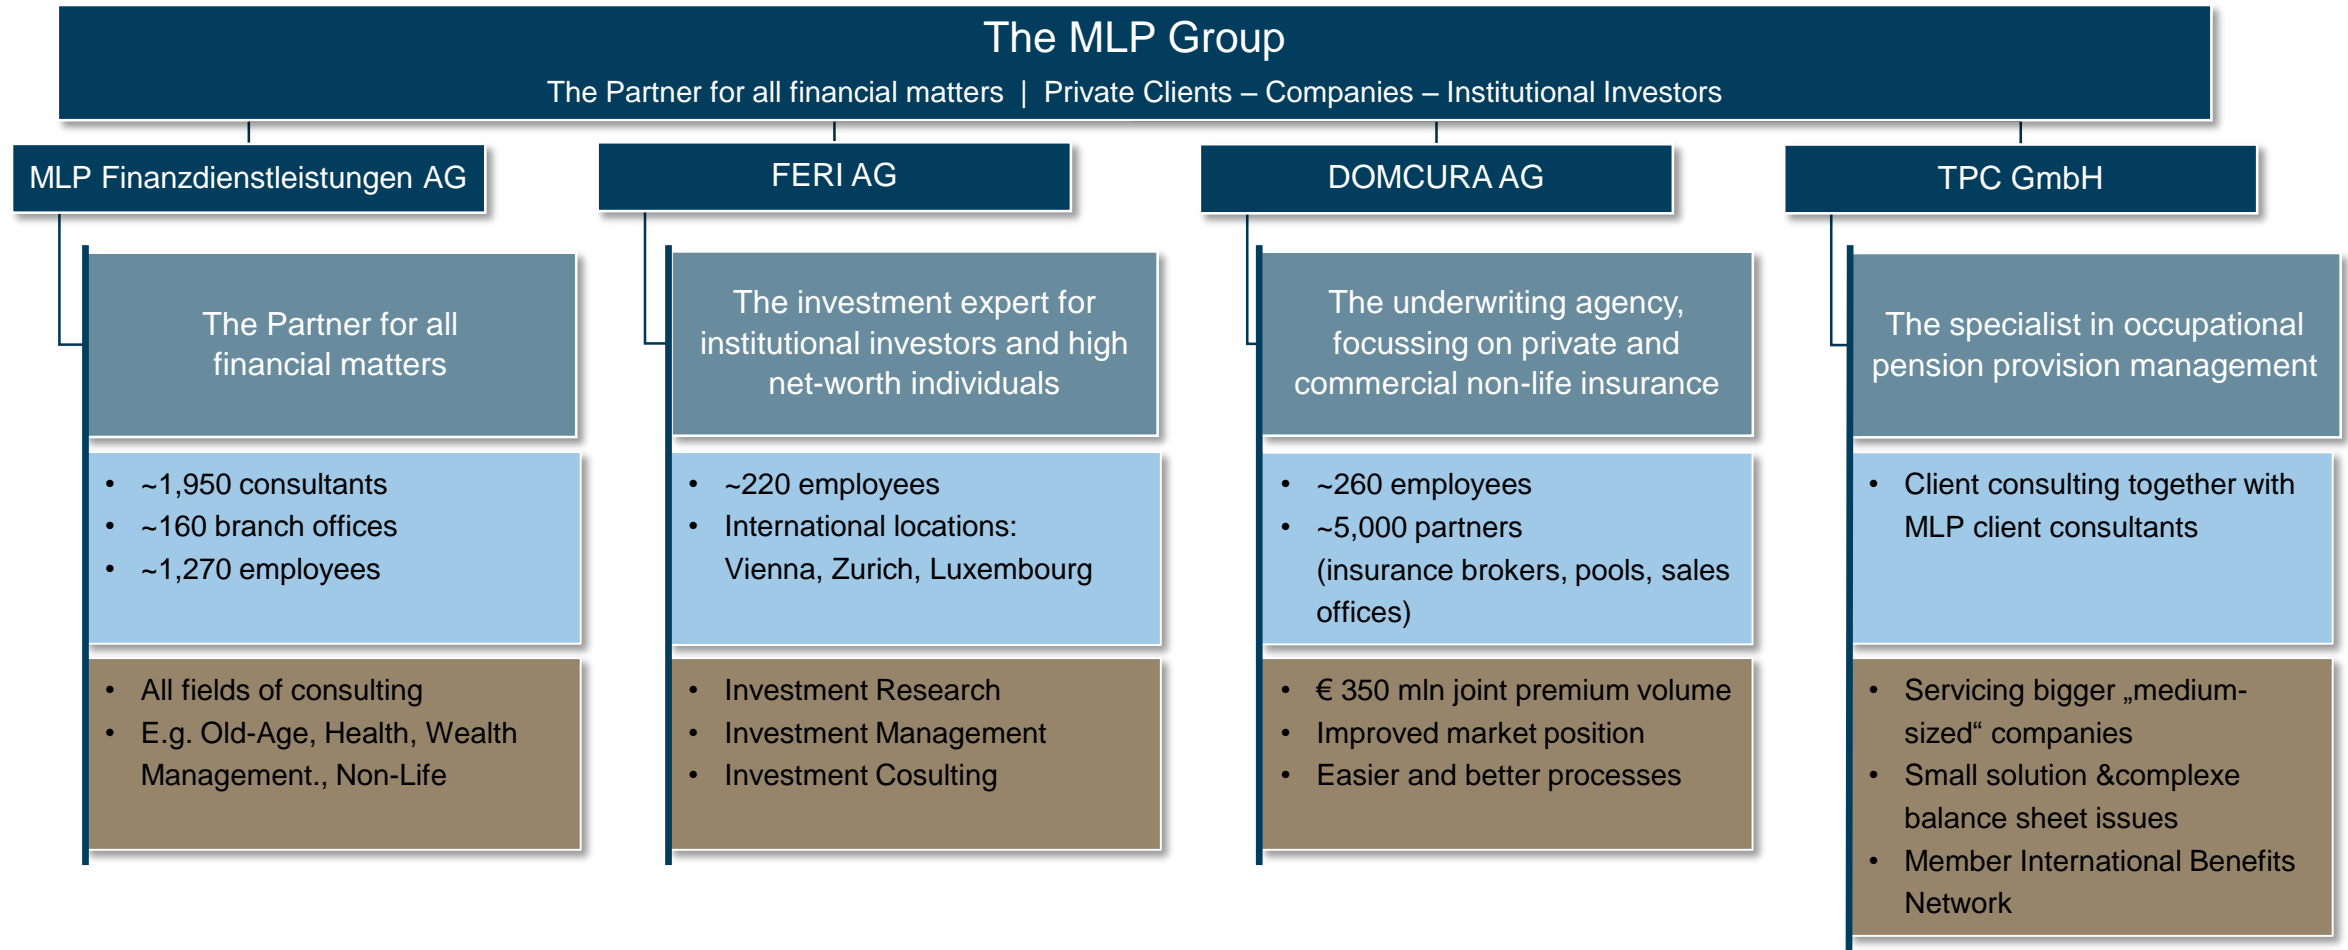 The MLP Group
The Partner for all financial matters | Private Clients – Companies – Institutional Investors
MLP Finanzdienstleistungen AG
The Partner for all
financial matters
• ~1,950 consultants
• ~160 branch offices
• ~1,270 employees
• All fields of consulting
• E.g. Old-Age, Health, Wealth
Management., Non-Life
FERI AG
The investment expert for
institutional investors and high
net-worth individuals
• ~220 employees
• International locations:
Vienna, Zurich, Luxembourg
• Investment Research
• Investment Management
• Investment Cosulting
DOMCURA AG
The underwriting agency,
focussing on private and
commercial non-life insurance
• ~260 employees
• ~5,000 partners
(insurance brokers, pools, sales
offices)
• € 350 mln joint premium volume
• Improved market position
• Easier and better processes
TPC GmbH
The specialist in occupational
pension provision management
• Client consulting together with
MLP client consultants
• Servicing bigger „medium-
sized“ companies
• Small solution &complexe
balance sheet issues
• Member International Benefits
Network